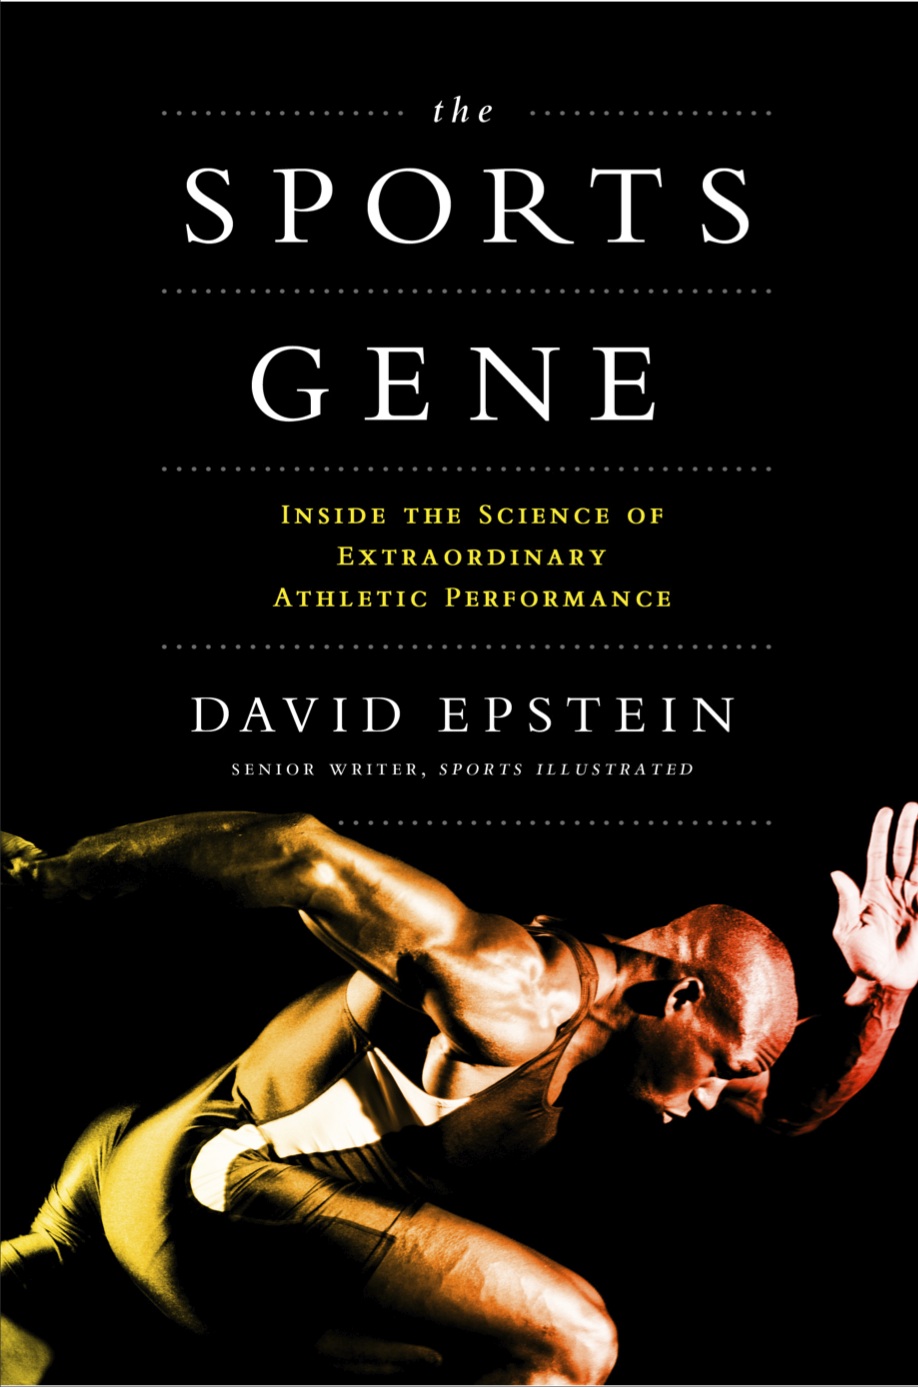 the
SPORTS
GENE
INSIDE THE SCIENCE OF
EXTRAORDINARY
ATHLETIC PERFORMANCE
DAVID EPSTEIN
SENIOR WRITER, SPORTS ILLUSTRATED